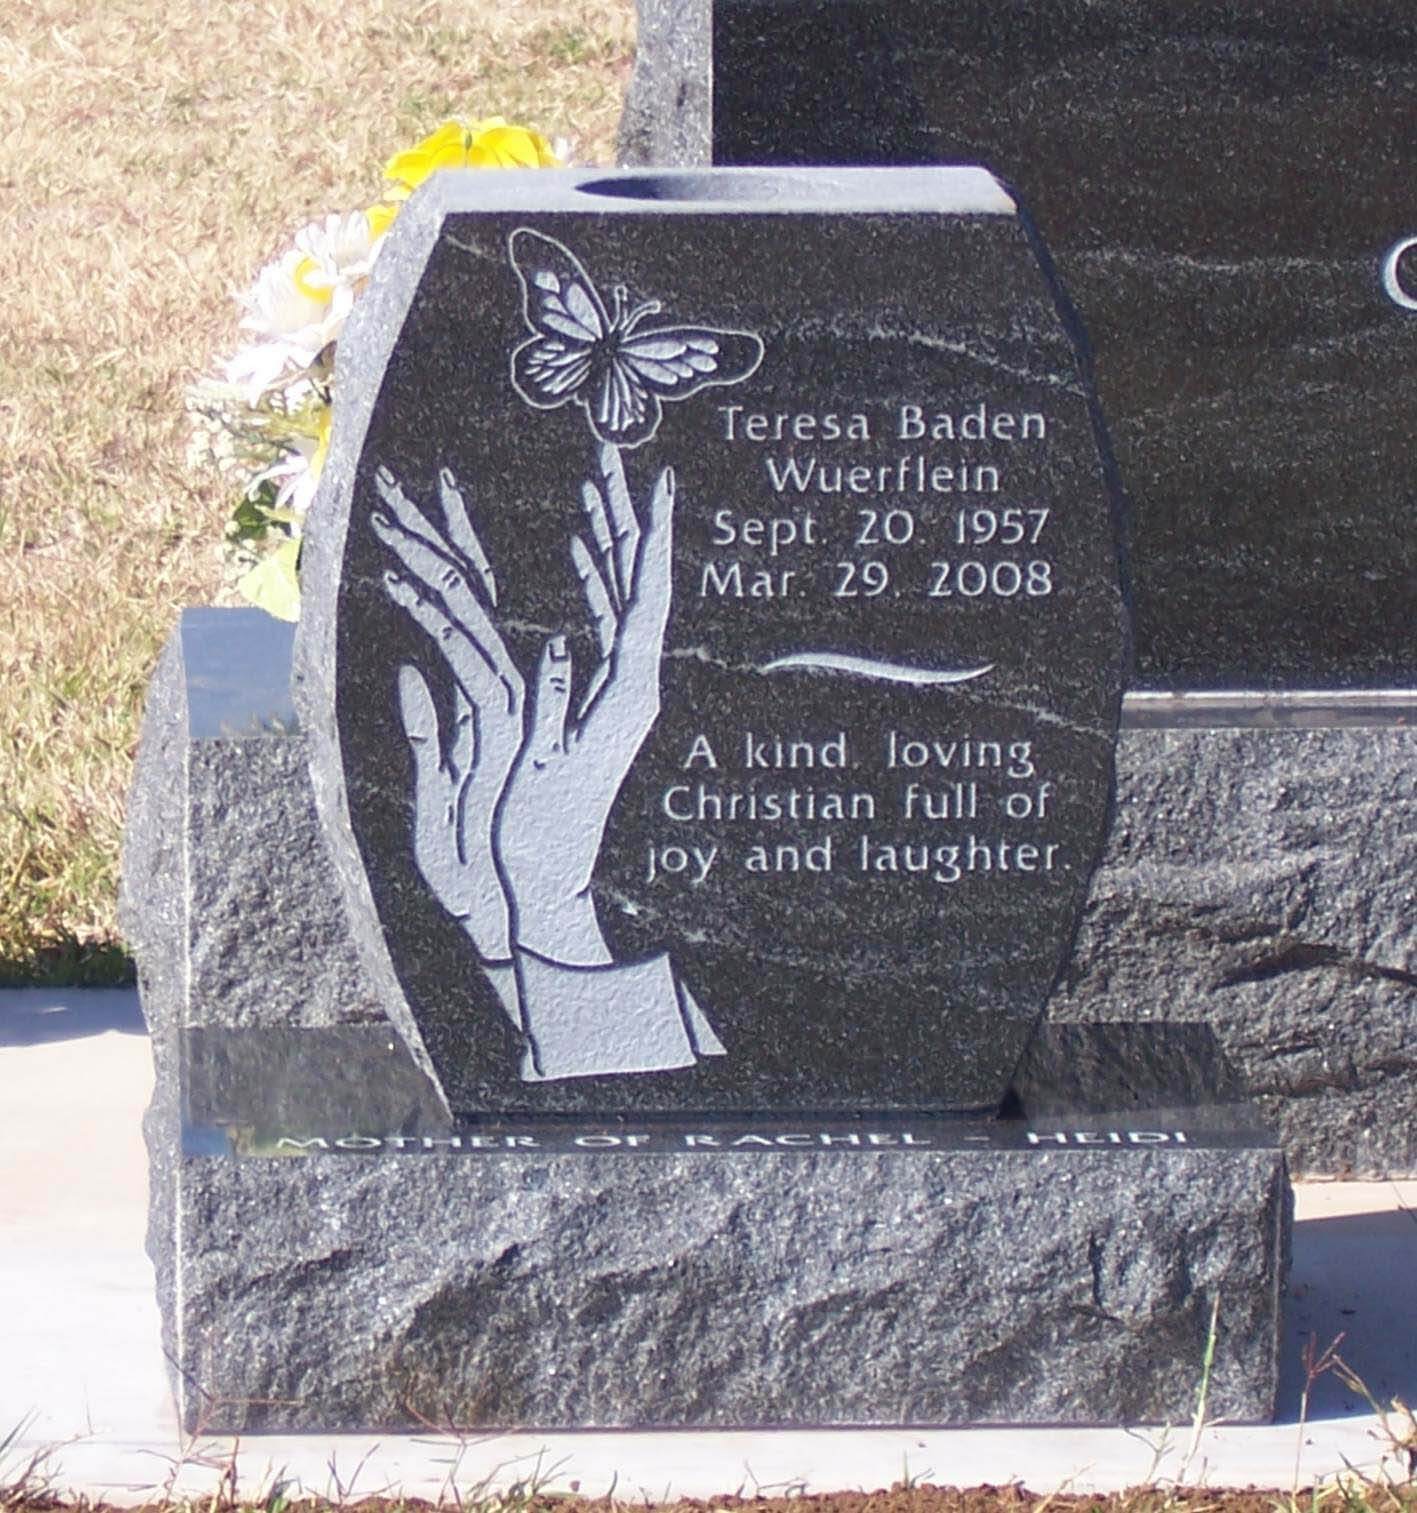 Teresa Baden
Wuerflein
Sept. 20, 1957
Mar. 29, 2008
A kind, loving
Christian full of
joy and laughter.
MOTHER OF RACHEL - HEIDI